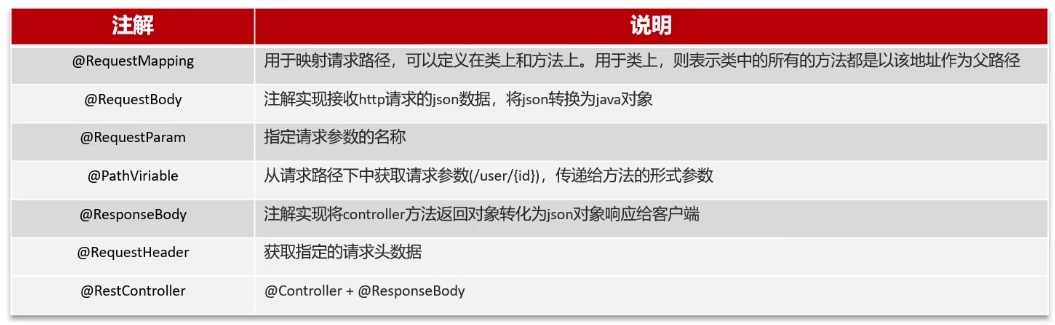 注解 说明
@RequestMapping 用于映射请求路径，可以定义在类上和方法上。用于类上，则表示类中的所有的方法都是以该地址作为父路径
@RequestBody 注解实现接收http请求的json数据，将json转换为java对象
@RequestParam 指定请求参数的名称
@PathViriable 从请求路径下中获取请求参数(/user/{id})，传递给方法的形式参数
@ResponseBody 注解实现将controller方法返回对象转化为json对象响应给客户端
@RequestHeader 获取指定的请求头数据
@RestController @Controller + @ResponseBody